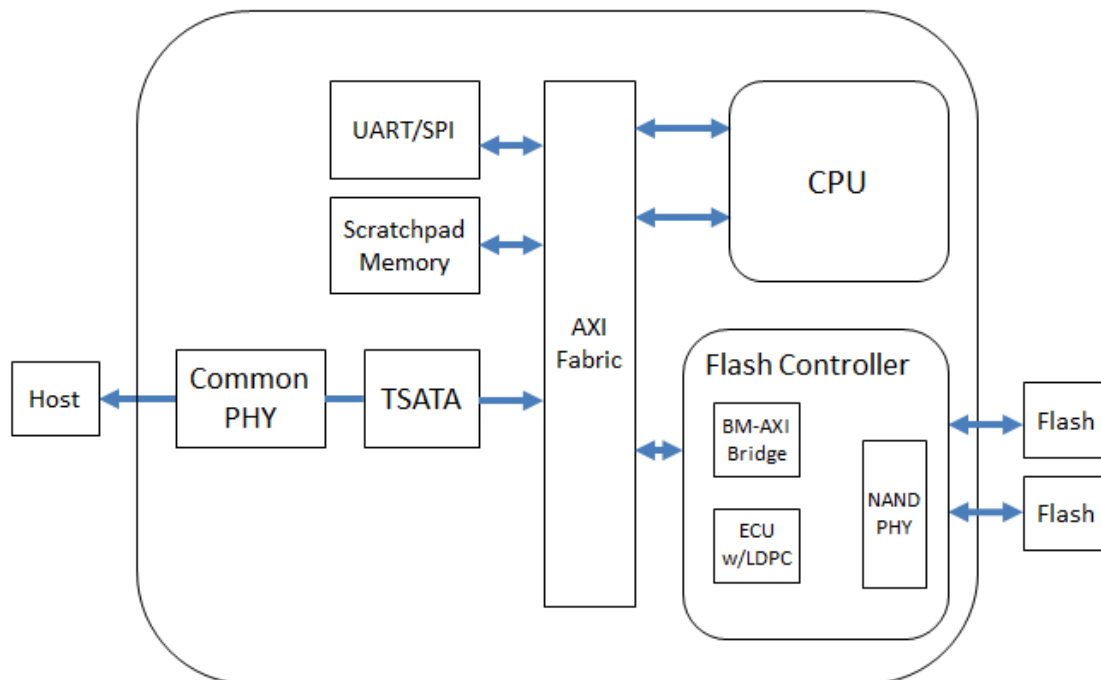 UART/SPI
Scratchpad
Memory
Host
Common
PHY
TSATA
AXI
Fabric
CPU
Flash Controller
BM-AXI
Bridge
ECU
w/LDPC
NAND
PHY
Flash
Flash